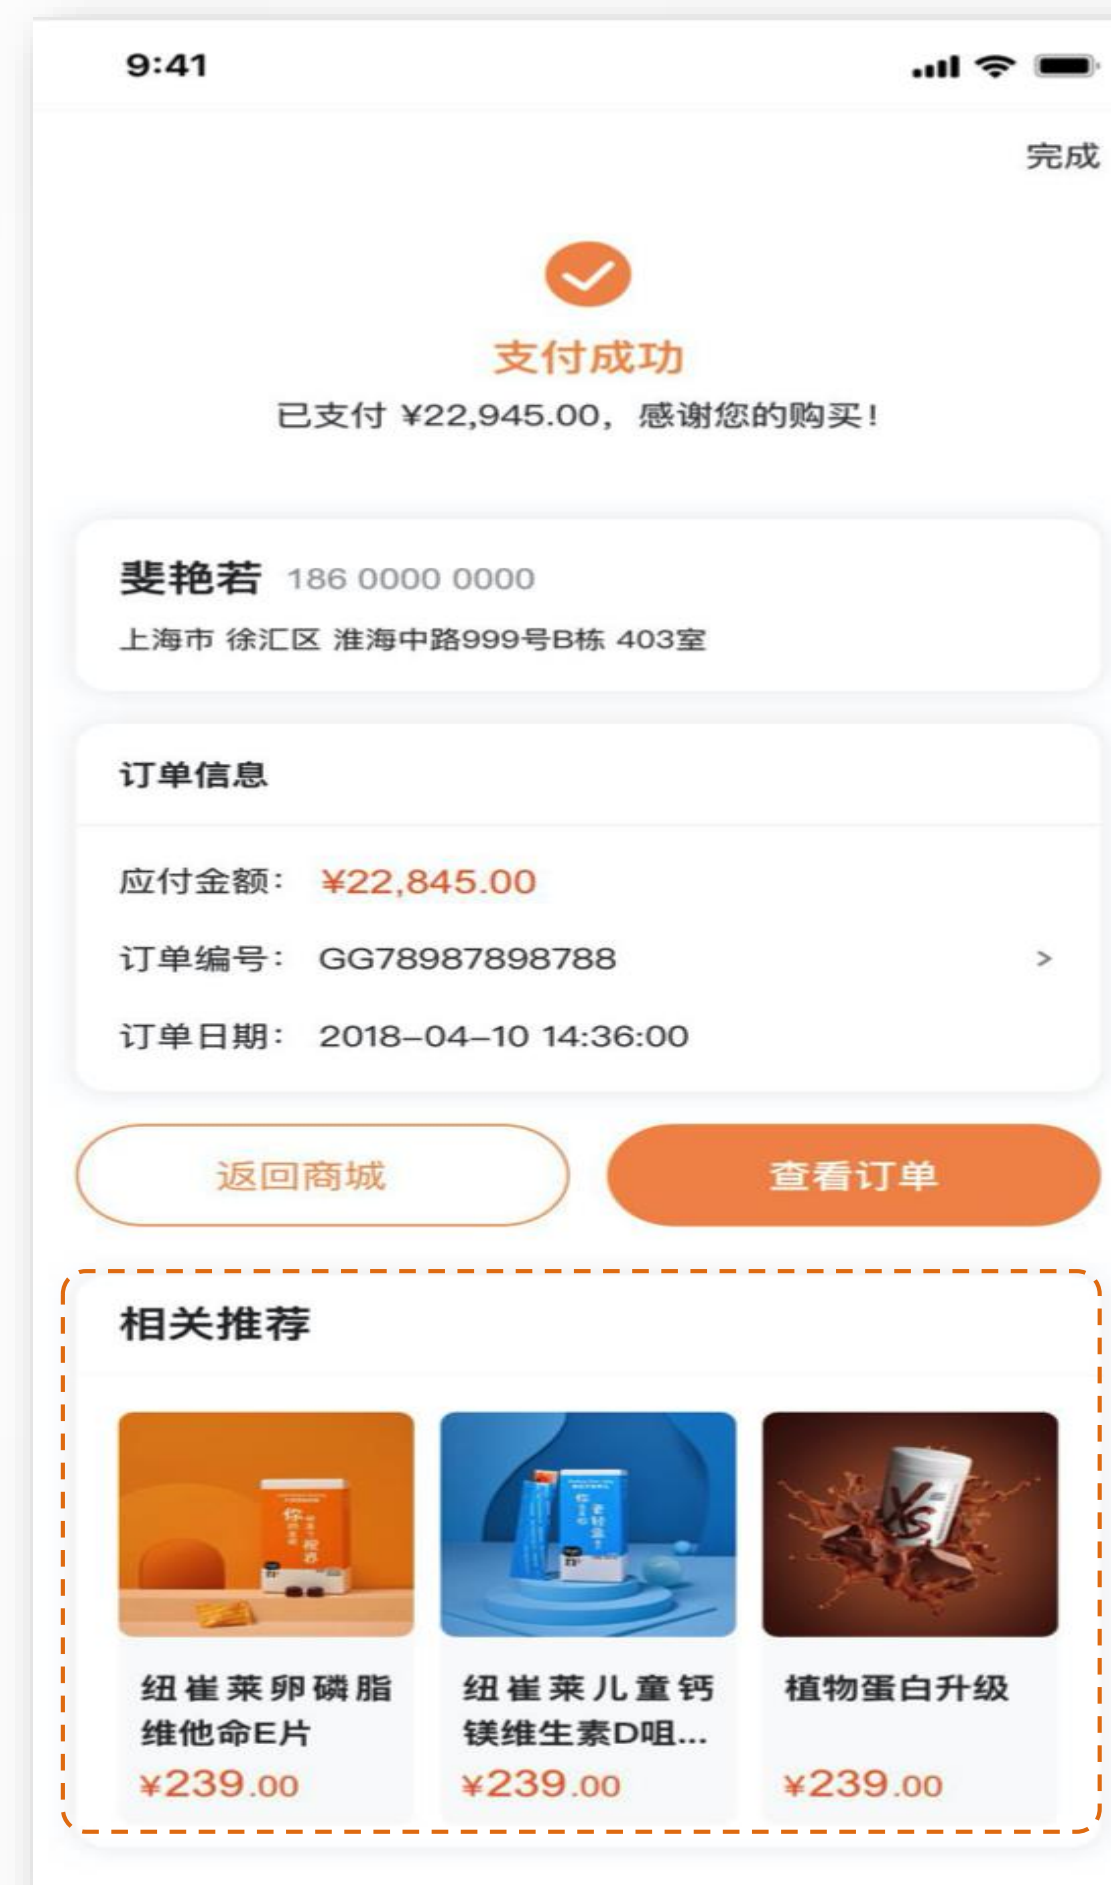 9:41
完成
支付成功
已支付 ¥22,945.00，感谢您的购买！
斐艳若 186 0000 0000
上海市 徐汇区 淮海中路999号B栋 403室
订单信息
应付金额： ¥22,845.00
订单编号： GG78987898788 >
订单日期： 2018–04–10 14:36:00
返回商城 查看订单
相关推荐
XS
纽崔莱卵磷脂 纽崔莱儿童钙 植物蛋白升级
维他命E片 镁维生素D咀...
¥239.00 ¥239.00 ¥239.00